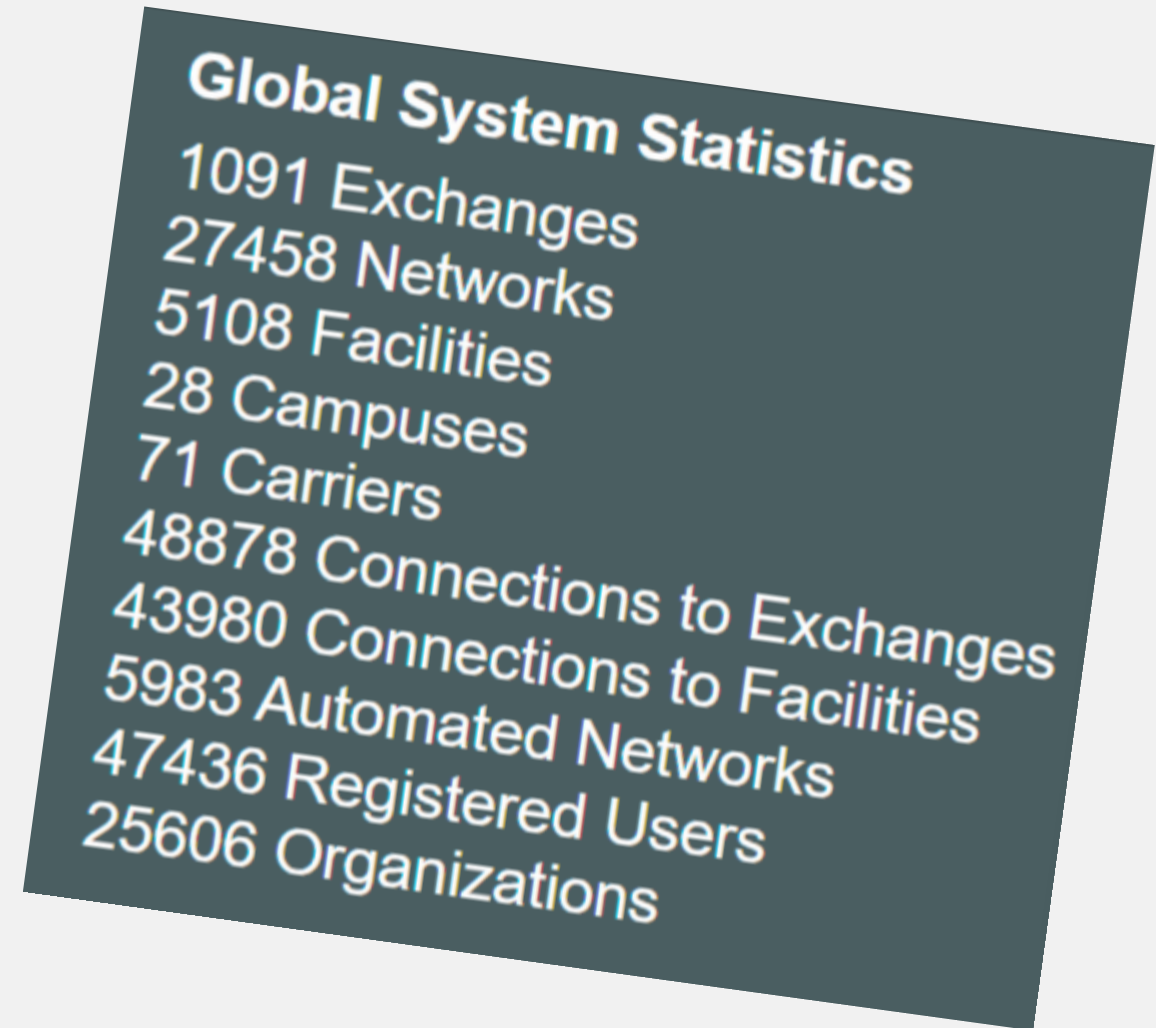 Global System Statistics
1091 Exchanges
27458 Networks
5108 Facilities
28 Campuses
71 Carriers
48878 Connections to Exchanges
43980 Connections to Facilities
5983 Automated Networks
47436 Registered Users
25606 Organizations